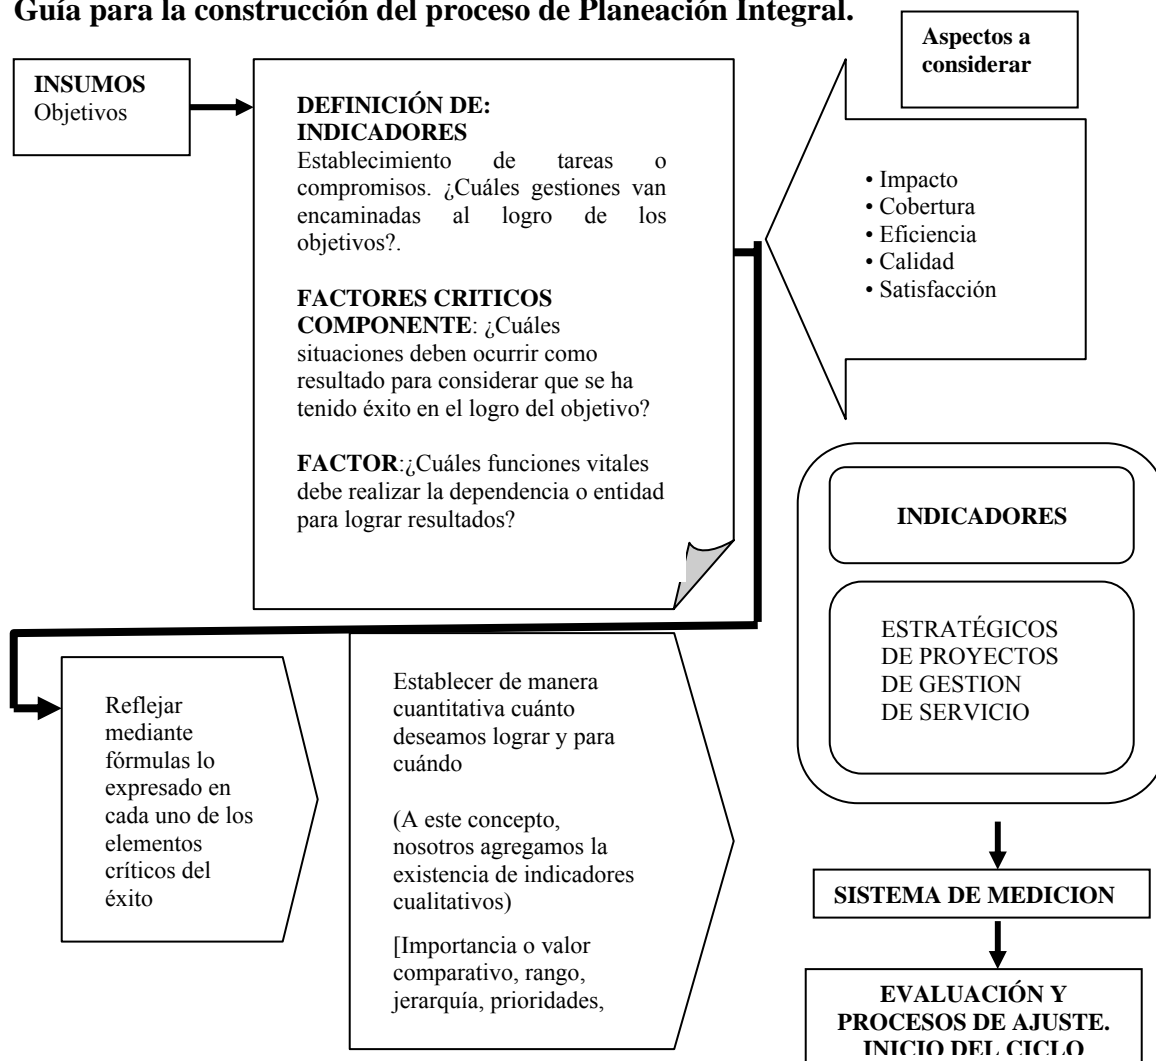 Guía para la construcción del proceso de Planeación Integral.
INSUMOS
Objetivos
DEFINICIÓN DE:
INDICADORES
Establecimiento de tareas o
compromisos. ¿Cuáles gestiones van
encaminadas al logro de los
objetivos?.
FACTORES CRITICOS
COMPONENTE: ¿Cuáles
situaciones deben ocurrir como
resultado para considerar que se ha
tenido éxito en el logro del objetivo?
FACTOR:¿Cuáles funciones vitales
debe realizar la dependencia o entidad
para lograr resultados?
Aspectos a
considerar
• Impacto
• Cobertura
• Eficiencia
• Calidad
• Satisfacción
Reflejar
mediante
fórmulas lo
expresado en
cada uno de los
elementos
críticos del
éxito
Establecer de manera
cuantitativa cuánto
deseamos lograr y para
cuándo
(A este concepto,
nosotros agregamos la
existencia de indicadores
cualitativos)
[Importancia o valor
comparativo, rango,
jerarquía, prioridades,
INDICADORES
ESTRATÉGICOS
DE PROYECTOS
DE GESTION
DE SERVICIO
SISTEMA DE MEDICION
EVALUACIÓN Y
PROCESOS DE AJUSTE.
INICIO DEL CICLO